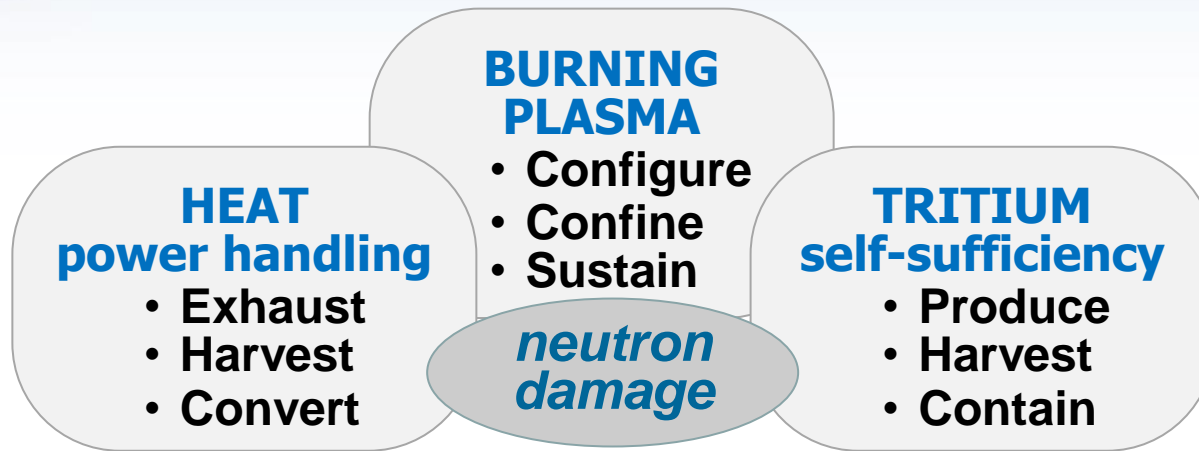 BURNING
PLASMA
• Configure
• Confine
• Sustain
HEAT
power handling
• Exhaust
• Harvest
• Convert
neutron
damage
TRITIUM
self-sufficiency
• Produce
• Harvest
• Contain